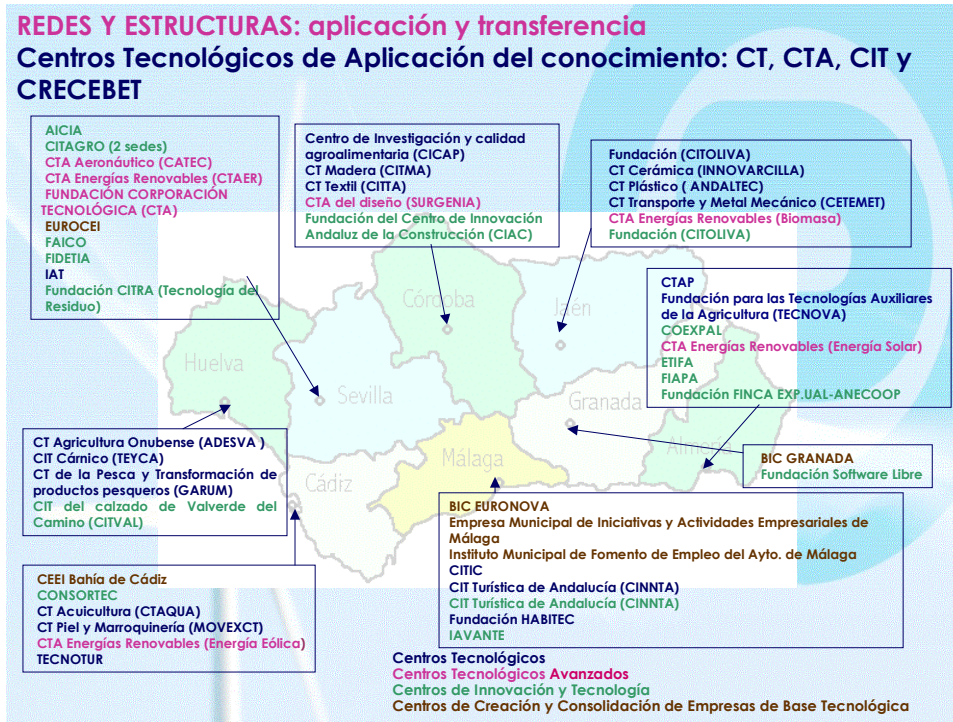 REDES Y ESTRUCTURAS: aplicación y transferencia
Centros Tecnológicos de Aplicación del conocimiento: CT, CTA, CIT y
CRECEBET
AICIA
CITAGRO (2 sedes)
CTA Aeronáutico (CATEC)
CTA Energías Renovables (CTAER)
FUNDACIÓN CORPORACIÓN
TECNOLÓGICA (CTA)
EUROCEI
FAICO
FIDETIA
IAT
Fundación CITRA (Tecnología del
Residuo)
Centro de Investigación y calidad
agroalimentaria (CICAP)
CT Madera (CITMA)
CT Textil (CITTA)
CTA del diseño (SURGENIA)
Fundación del Centro de Innovación
Andaluz de la Construcción (CIAC)
Fundación (CITOLIVA)
CT Cerámica (INNOVARCILLA)
CT Plástico ( ANDALTEC)
CT Transporte y Metal Mecánico (CETEMET)
CTA Energías Renovables (Biomasa)
Fundación (CITOLIVA)
CTAP
Fundación para las Tecnologías Auxiliares
de la Agricultura (TECNOVA)
COEXPAL
CTA Energías Renovables (Energía Solar)
ETIFA
FIAPA
Fundación FINCA EXP.UAL-ANECOOP
Huelva
Sevilla
Córdoba
Jaén
Granada
Almería
Málaga
Cádiz
CT Agricultura Onubense (ADESVA )
CIT Cárnico (TEYCA)
CT de la Pesca y Transformación de
productos pesqueros (GARUM)
CIT del calzado de Valverde del
Camino (CITVAL)
BIC GRANADA
Fundación Software Libre
BIC EURONOVA
Empresa Municipal de Iniciativas y Actividades Empresariales de
Málaga
Instituto Municipal de Fomento de Empleo del Ayto. de Málaga
CITIC
CIT Turística de Andalucía (CINNTA)
CIT Turística de Andalucía (CINNTA)
Fundación HABITEC
IAVANTE
CEEI Bahía de Cádiz
CONSORTEC
CT Acuicultura (CTAQUA)
CT Piel y Marroquinería (MOVEXCT)
CTA Energías Renovables (Energía Eólica)
TECNOTUR
Centros Tecnológicos
Centros Tecnológicos Avanzados
Centros de Innovación y Tecnología
Centros de Creación y Consolidación de Empresas de Base Tecnológica